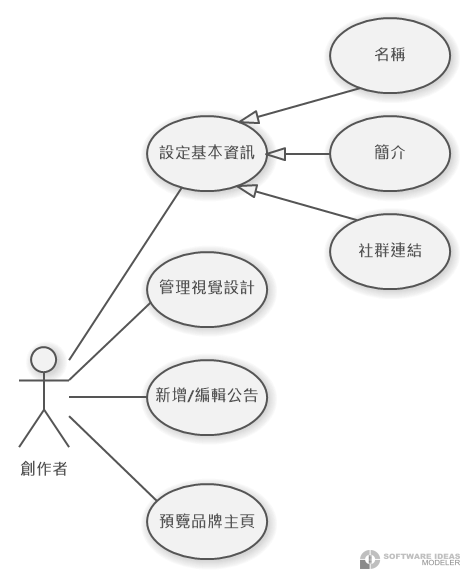 名稱
設定基本資訊
簡介
社群連結
管理視覺設計
新增/編輯公告
創作者
預覽品牌主頁
SOFTWARE IDEAS
MODELER